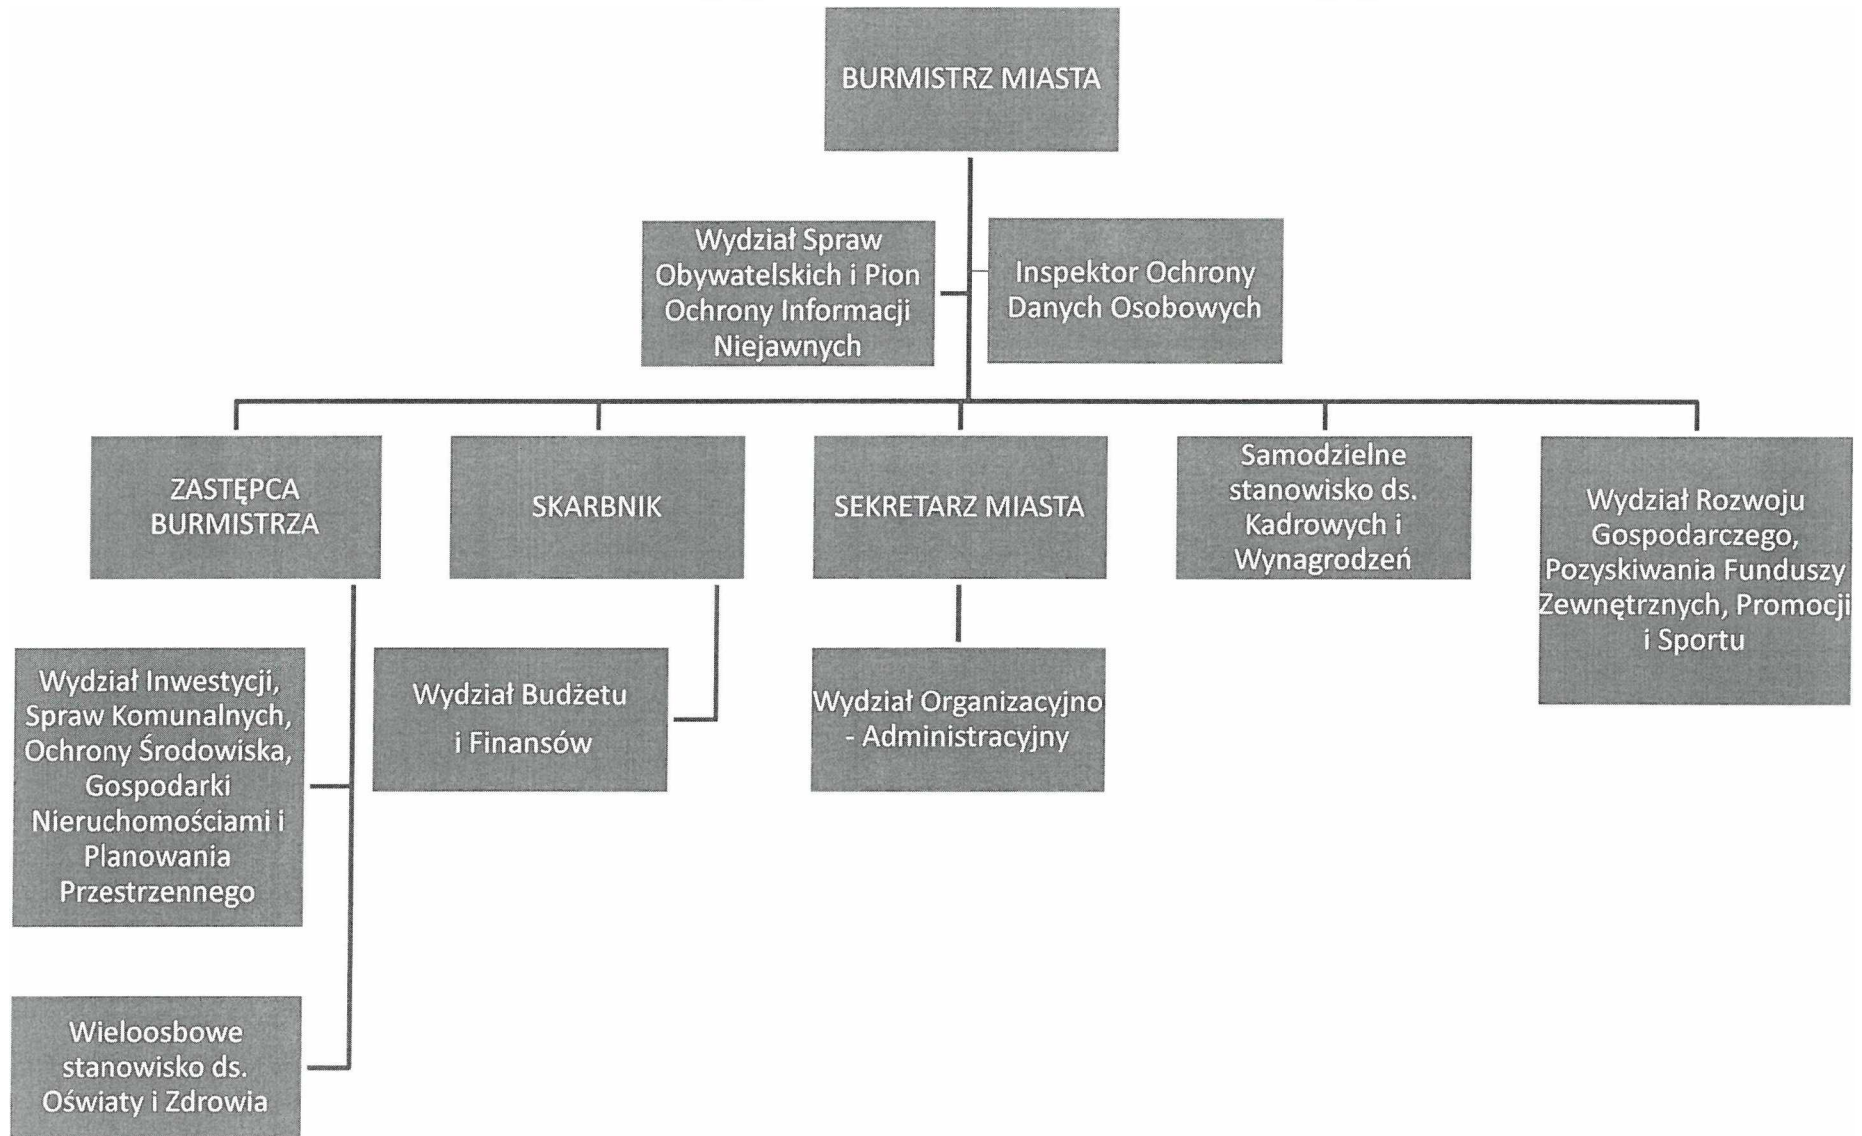 BURMISTRZ MIASTA
Wydział Spraw
Obywatelskich i Pion
Ochrony Informacji
Niejawnych
Inspektor Ochrony
Danych Osobowych
ZASTĘPCA
BURMISTRZA
SKARBNIK
SEKRETARZ MIASTA
Samodzielne
stanowisko ds.
Kadrowych i
Wynagrodzeń
Wydział Rozwoju
Gospodarczego,
Pozyskiwania Funduszy
Zewnętrznych, Promocji
i Sportu
Wydział Inwestycji,
Spraw Komunalnych,
Ochrony Środowiska,
Gospodarki
Nieruchomościami i
Planowania
Przestrzennego
Wydział Budżetu
i Finansów
Wydział Organizacyjno
- Administracyjny
Wieloosbowe
stanowisko ds.
Oświaty i Zdrowia